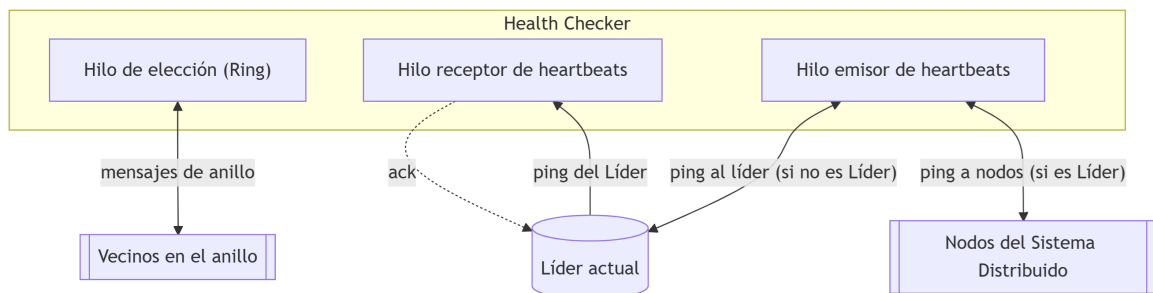 Health Checker
Hilo de elección (Ring)
Hilo receptor de heartbeats
Hilo emisor de heartbeats
mensajes de anillo
ack
ping del Líder
ping al líder (si no es Líder)
ping a nodos (si es Líder)
Vecinos en el anillo
Líder actual
Nodos del Sistema
Distribuido